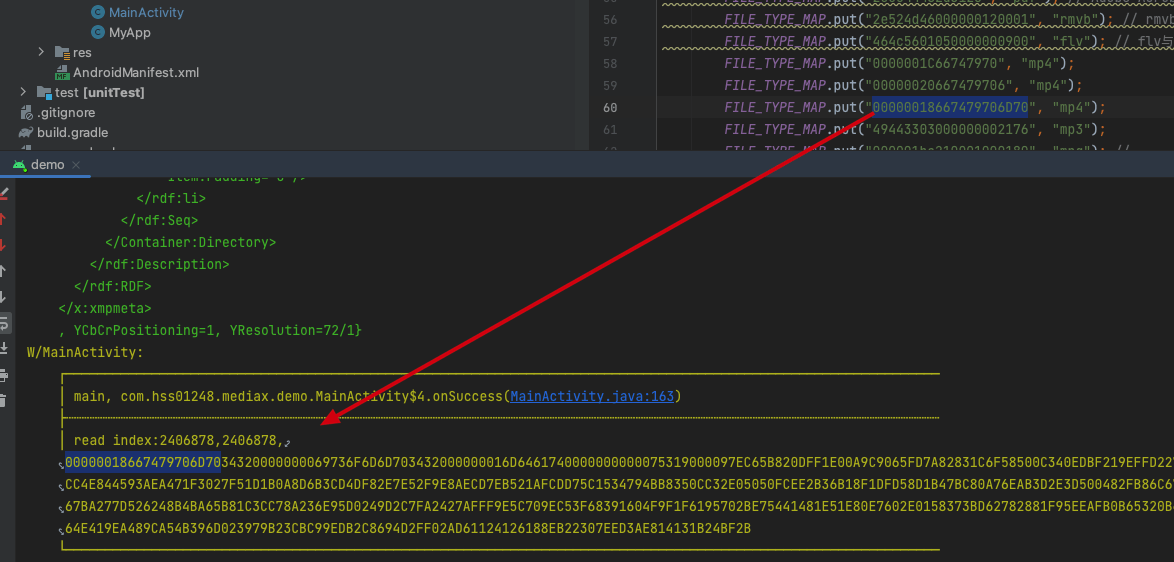 MainActivity
MyApp
res
AndroidManifest.xml
test [unitTest]
.gitignore
build.gradle
56 FILE_TYPE_MAP.put("2e524d46000000120001", "rmvb"); // rmvb
57 FILE_TYPE_MAP.put("464c5601050000000900", "flv"); // flv与
58 FILE_TYPE_MAP.put("0000001C66747970", "mp4");
59 FILE_TYPE_MAP.put("00000020667479706", "mp4");
60 FILE_TYPE_MAP.put("00000018667479706D70", "mp4");
61 FILE_TYPE_MAP.put("49443303000000002176", "mp3");
demo
</rdf:li>
</rdf:Seq>
</Container:Directory>
</rdf:Description>
</rdf:RDF>
</x:xmpmeta>
, YCbCrPositioning=1, YResolution=72/1}
W/MainActivity:
main, com.hss01248.mediax.demo.MainActivity$4.onSuccess(MainActivity.java:163)
read index:2406878,2406878,
00000018667479706D7034320000000069736F6D6D703432000000016D646174000000000075319000097EC65B820DFF1E00A9C9065FD7A82831C6F58500C340EDBF219EFFD227
CC4E844593AEA471F3027F51D1B0A8D6B3CD4DF82E7E52F9E8AECD7EB521AFCDD75C1534794BB8350CC32E05050FCEE2B36B18F1DFD58D1B47BC80A76EAB3D2E3D500482FB86C6
67BA277D526248B4BA65B81C3CC78A236E95D0249D2C7FA2427AFFF9E5C709EC53F68391604F9F1F6195702BE75441481E51E80E7602E0158373BD62782881F95EEAFB0B65320B
64E419EA489CA54B396D023979B23CBC99EDB2C8694D2FF02AD61124126188EB22307EED3AE814131B24BF2B